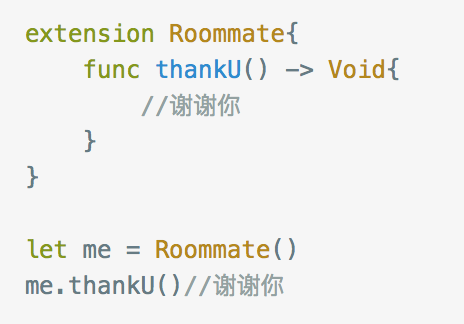 extension Roommate{
    func thankU() -> Void{
        //谢谢你
    }
}

let me = Roommate()
me.thankU()//谢谢你